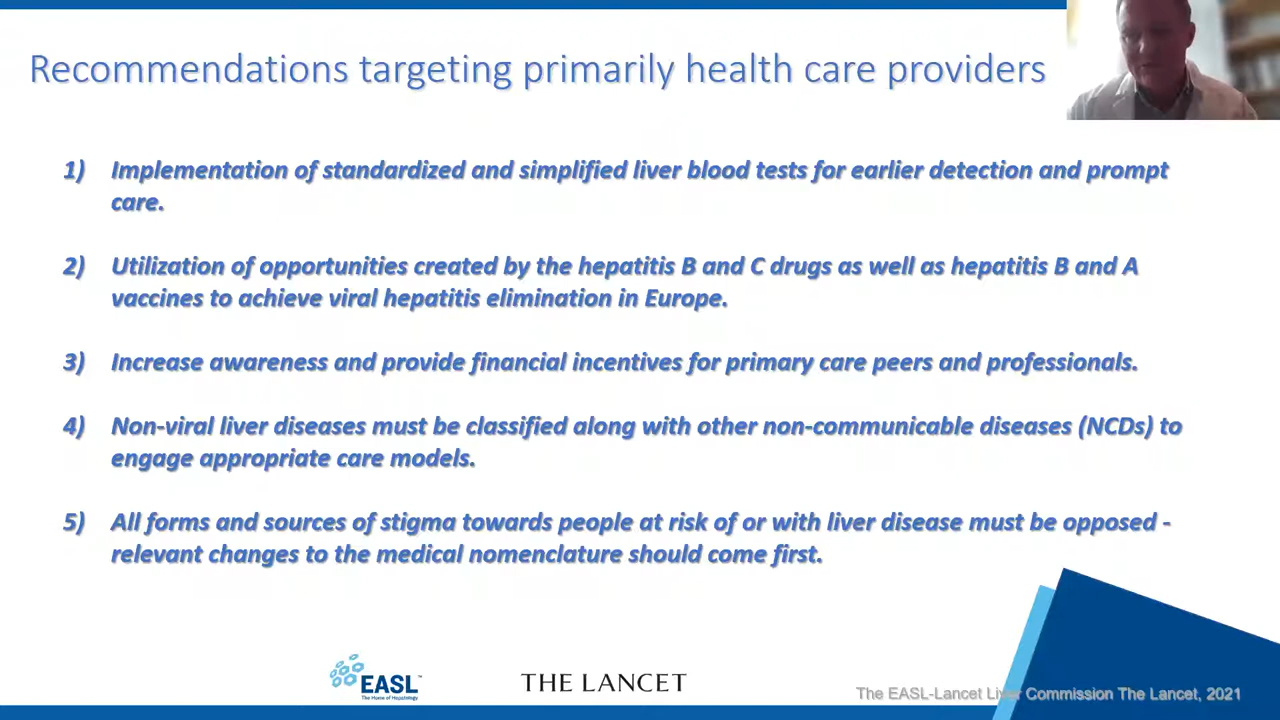 Recommendations targeting primarily health care providers
1) Implementation of standardized and simplified liver blood tests for earlier detection and prompt
care.
2) Utilization of opportunities created by the hepatitis B and C drugs as well as hepatitis B and A
vaccines to achieve viral hepatitis elimination in Europe.
3) Increase awareness and provide financial incentives for primary care peers and professionals.
4) Non-viral liver diseases must be classified along with other non-communicable diseases (NCDs) to
engage appropriate care models.
5) All forms and sources of stigma towards people at risk of or with liver disease must be opposed -
relevant changes to the medical nomenclature should come first.
EASL
The Home of Hepatology
THE LANCET
The EASL-Lancet Liver Commission The Lancet, 2021